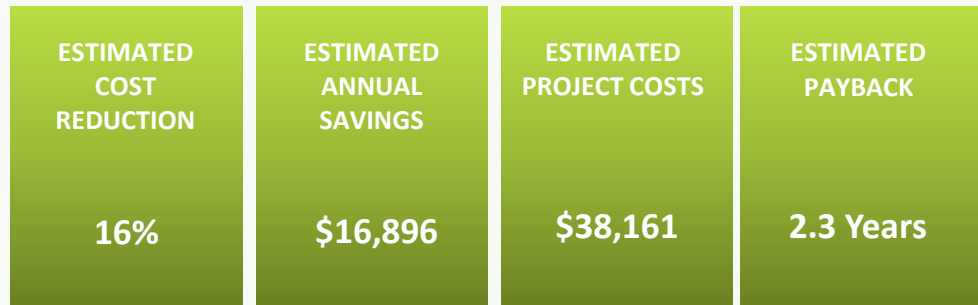 ESTIMATED
COST
REDUCTION
16%
ESTIMATED
ANNUAL
SAVINGS
$16,896
ESTIMATED
PROJECT COSTS
$38,161
ESTIMATED
PAYBACK
2.3 Years